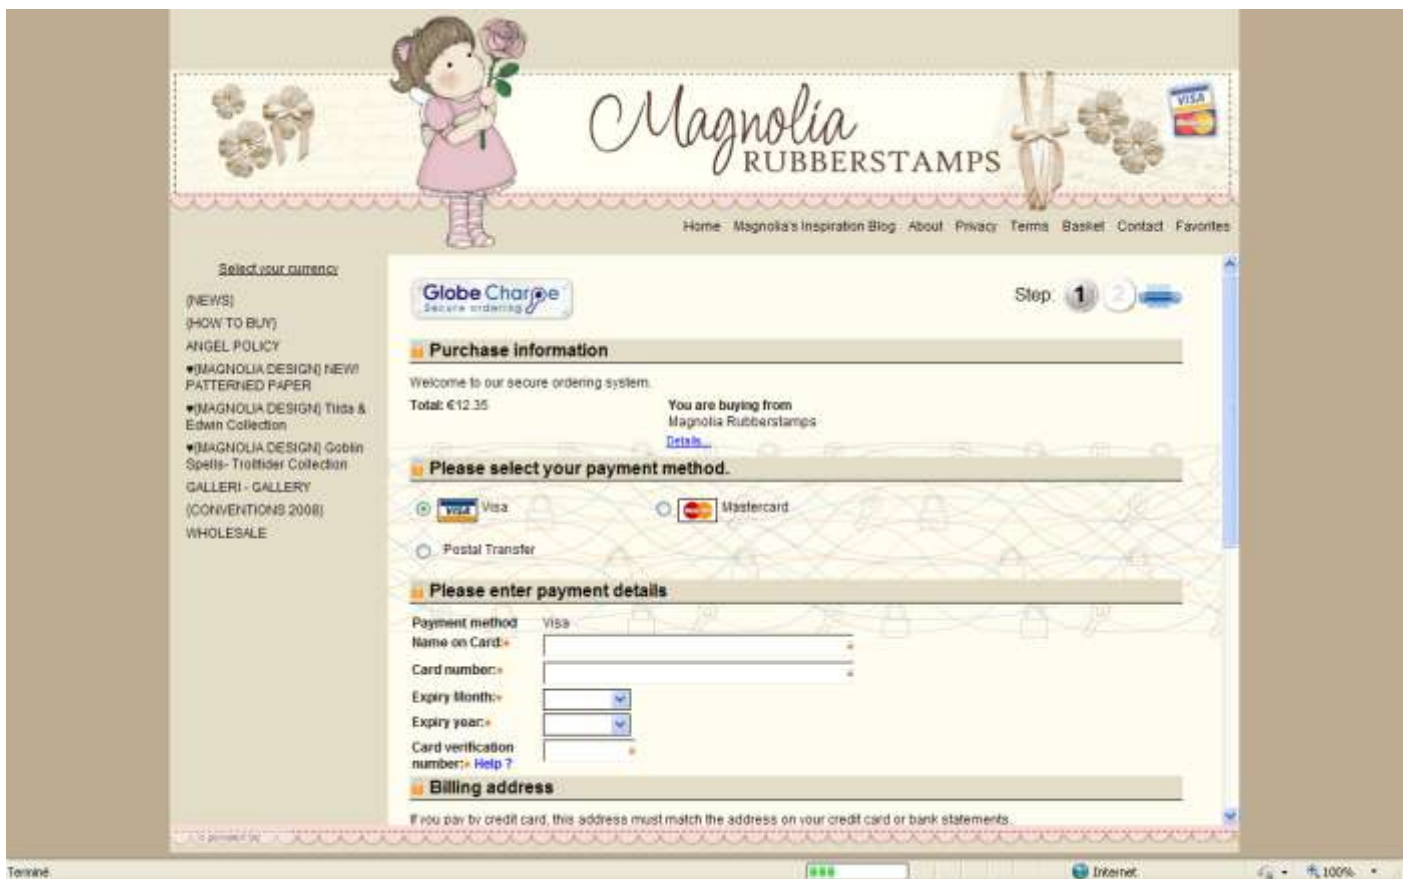 VISA
Magnolia
RUBBERSTAMPS
Home Magnolia's Inspiration Blog About Privacy Terms Basket Contact Favorites
Select your currency
{NEWS}
{HOW TO BUY}
ANGEL POLICY
♥{MAGNOLIA DESIGN} NEW!
PATTERNED PAPER
♥{MAGNOLIA DESIGN} Tilda &
Edwin Collection
♥{MAGNOLIA DESIGN} Goblin
Spells- Trollfider Collection
GALLERI - GALLERY
{CONVENTIONS 2008}
WHOLESALE
Globe Charge
Secure ordering
Step: 1 2
Purchase information
Welcome to our secure ordering system.
Total: €12.35
You are buying from
Magnolia Rubberstamps
Details...
Please select your payment method.
VISA Visa
Mastercard
Postal Transfer
Please enter payment details
Payment method Visa
Name on Card:*
Card number:*
Expiry Month:*
Expiry year:*
Card verification
number:* Help ?
Billing address
If you pay by credit card, this address must match the address on your credit card or bank statements.
Terminé
Internet
100%